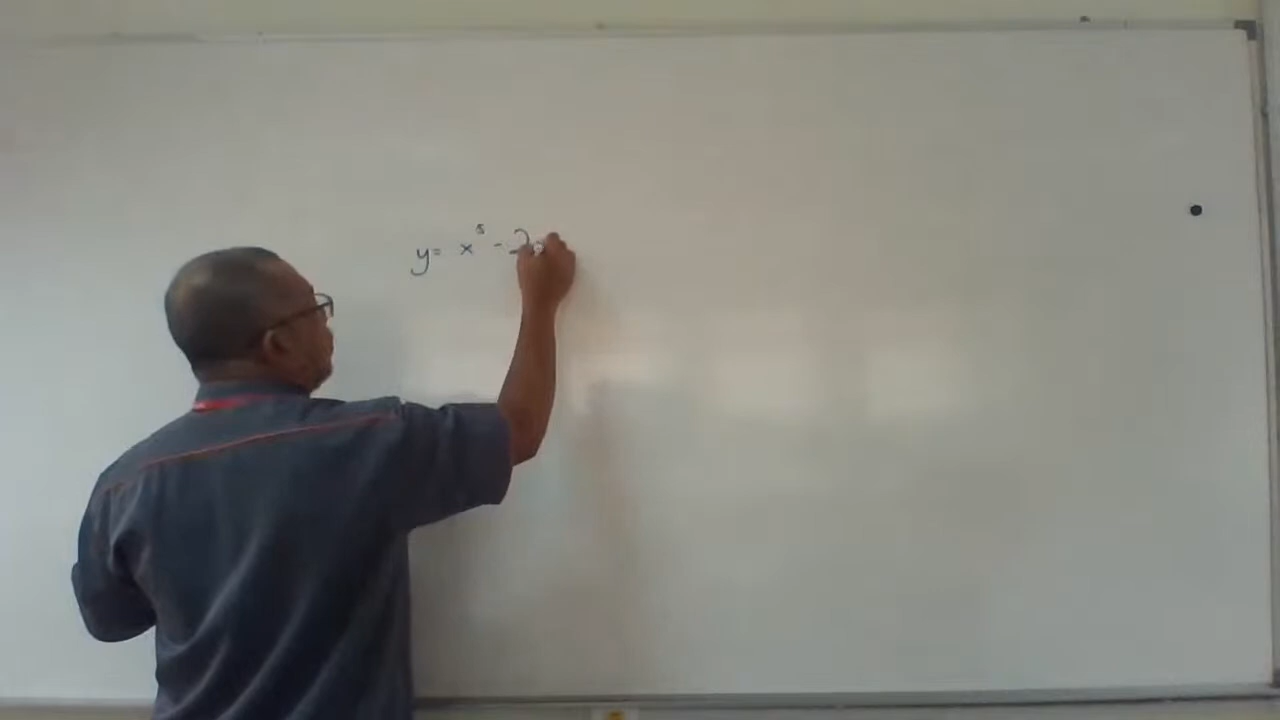 y= x⁵ - 2